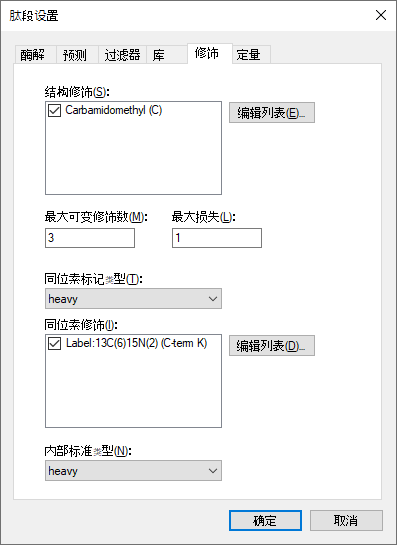 肽段设置
酶解 预测 过滤器 库 修饰 定量
结构修饰(S):
Carbamidomethyl (C)
编辑列表(E)...
最大可变修饰数(M): 最大损失(L):
3 1
同位素标记类型(T):
heavy
同位素修饰(I):
Label:13C(6)15N(2) (C-term K)
编辑列表(D)...
内部标准类型(N):
heavy
确定 取消